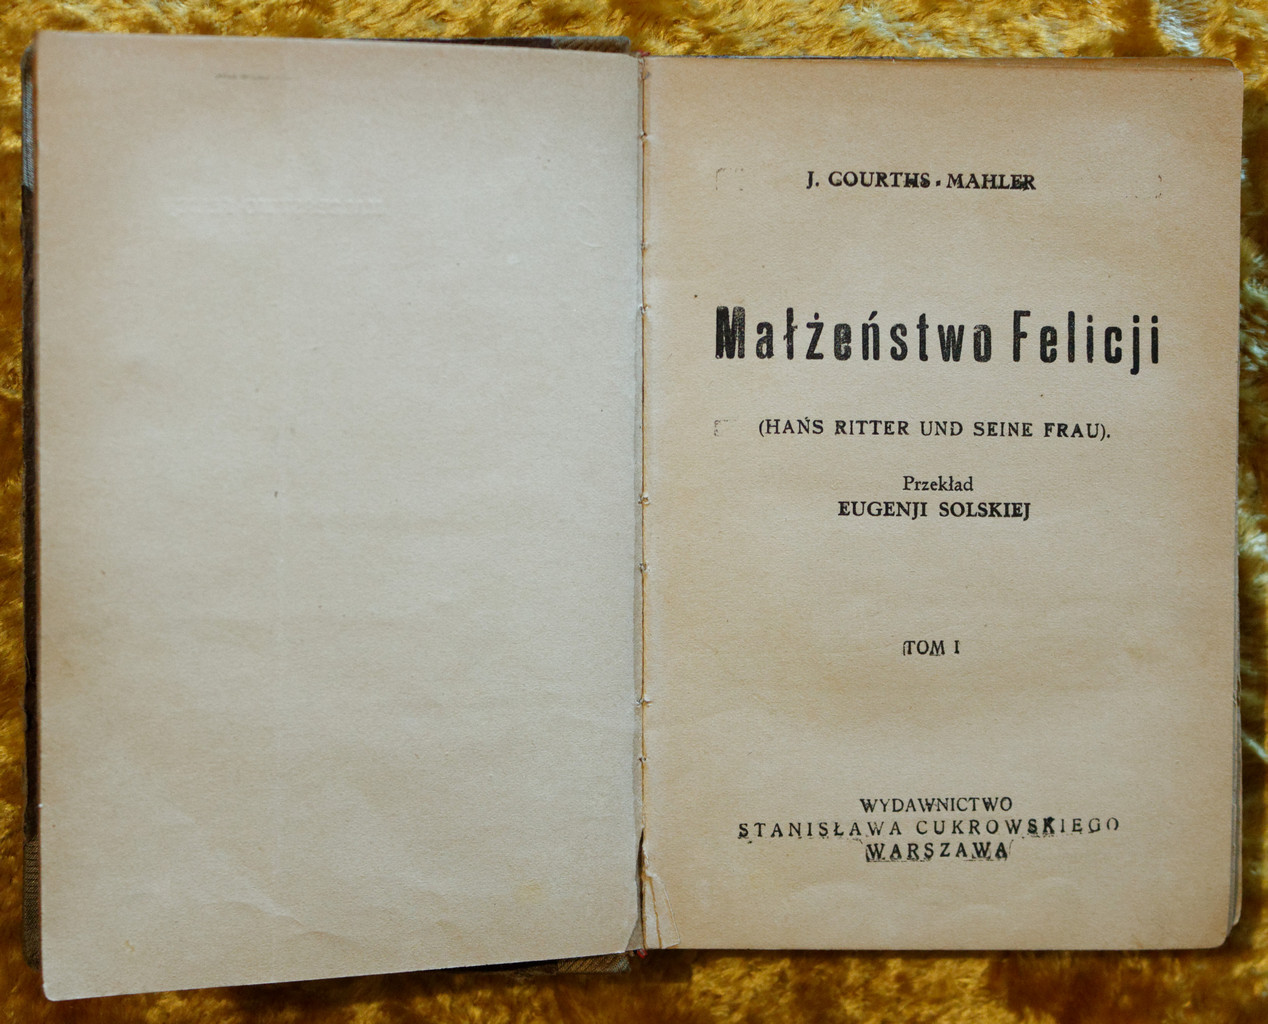 J. COURTHS-MAHLER
Małżeństwo Felicji
(HANS RITTER UND SEINE FRAU).
Przekład
EUGENJI SOLSKIEJ
TOM I
WYDAWNICTWO
STANISŁAWA CUKROWSKIEGO
WARSZAWA